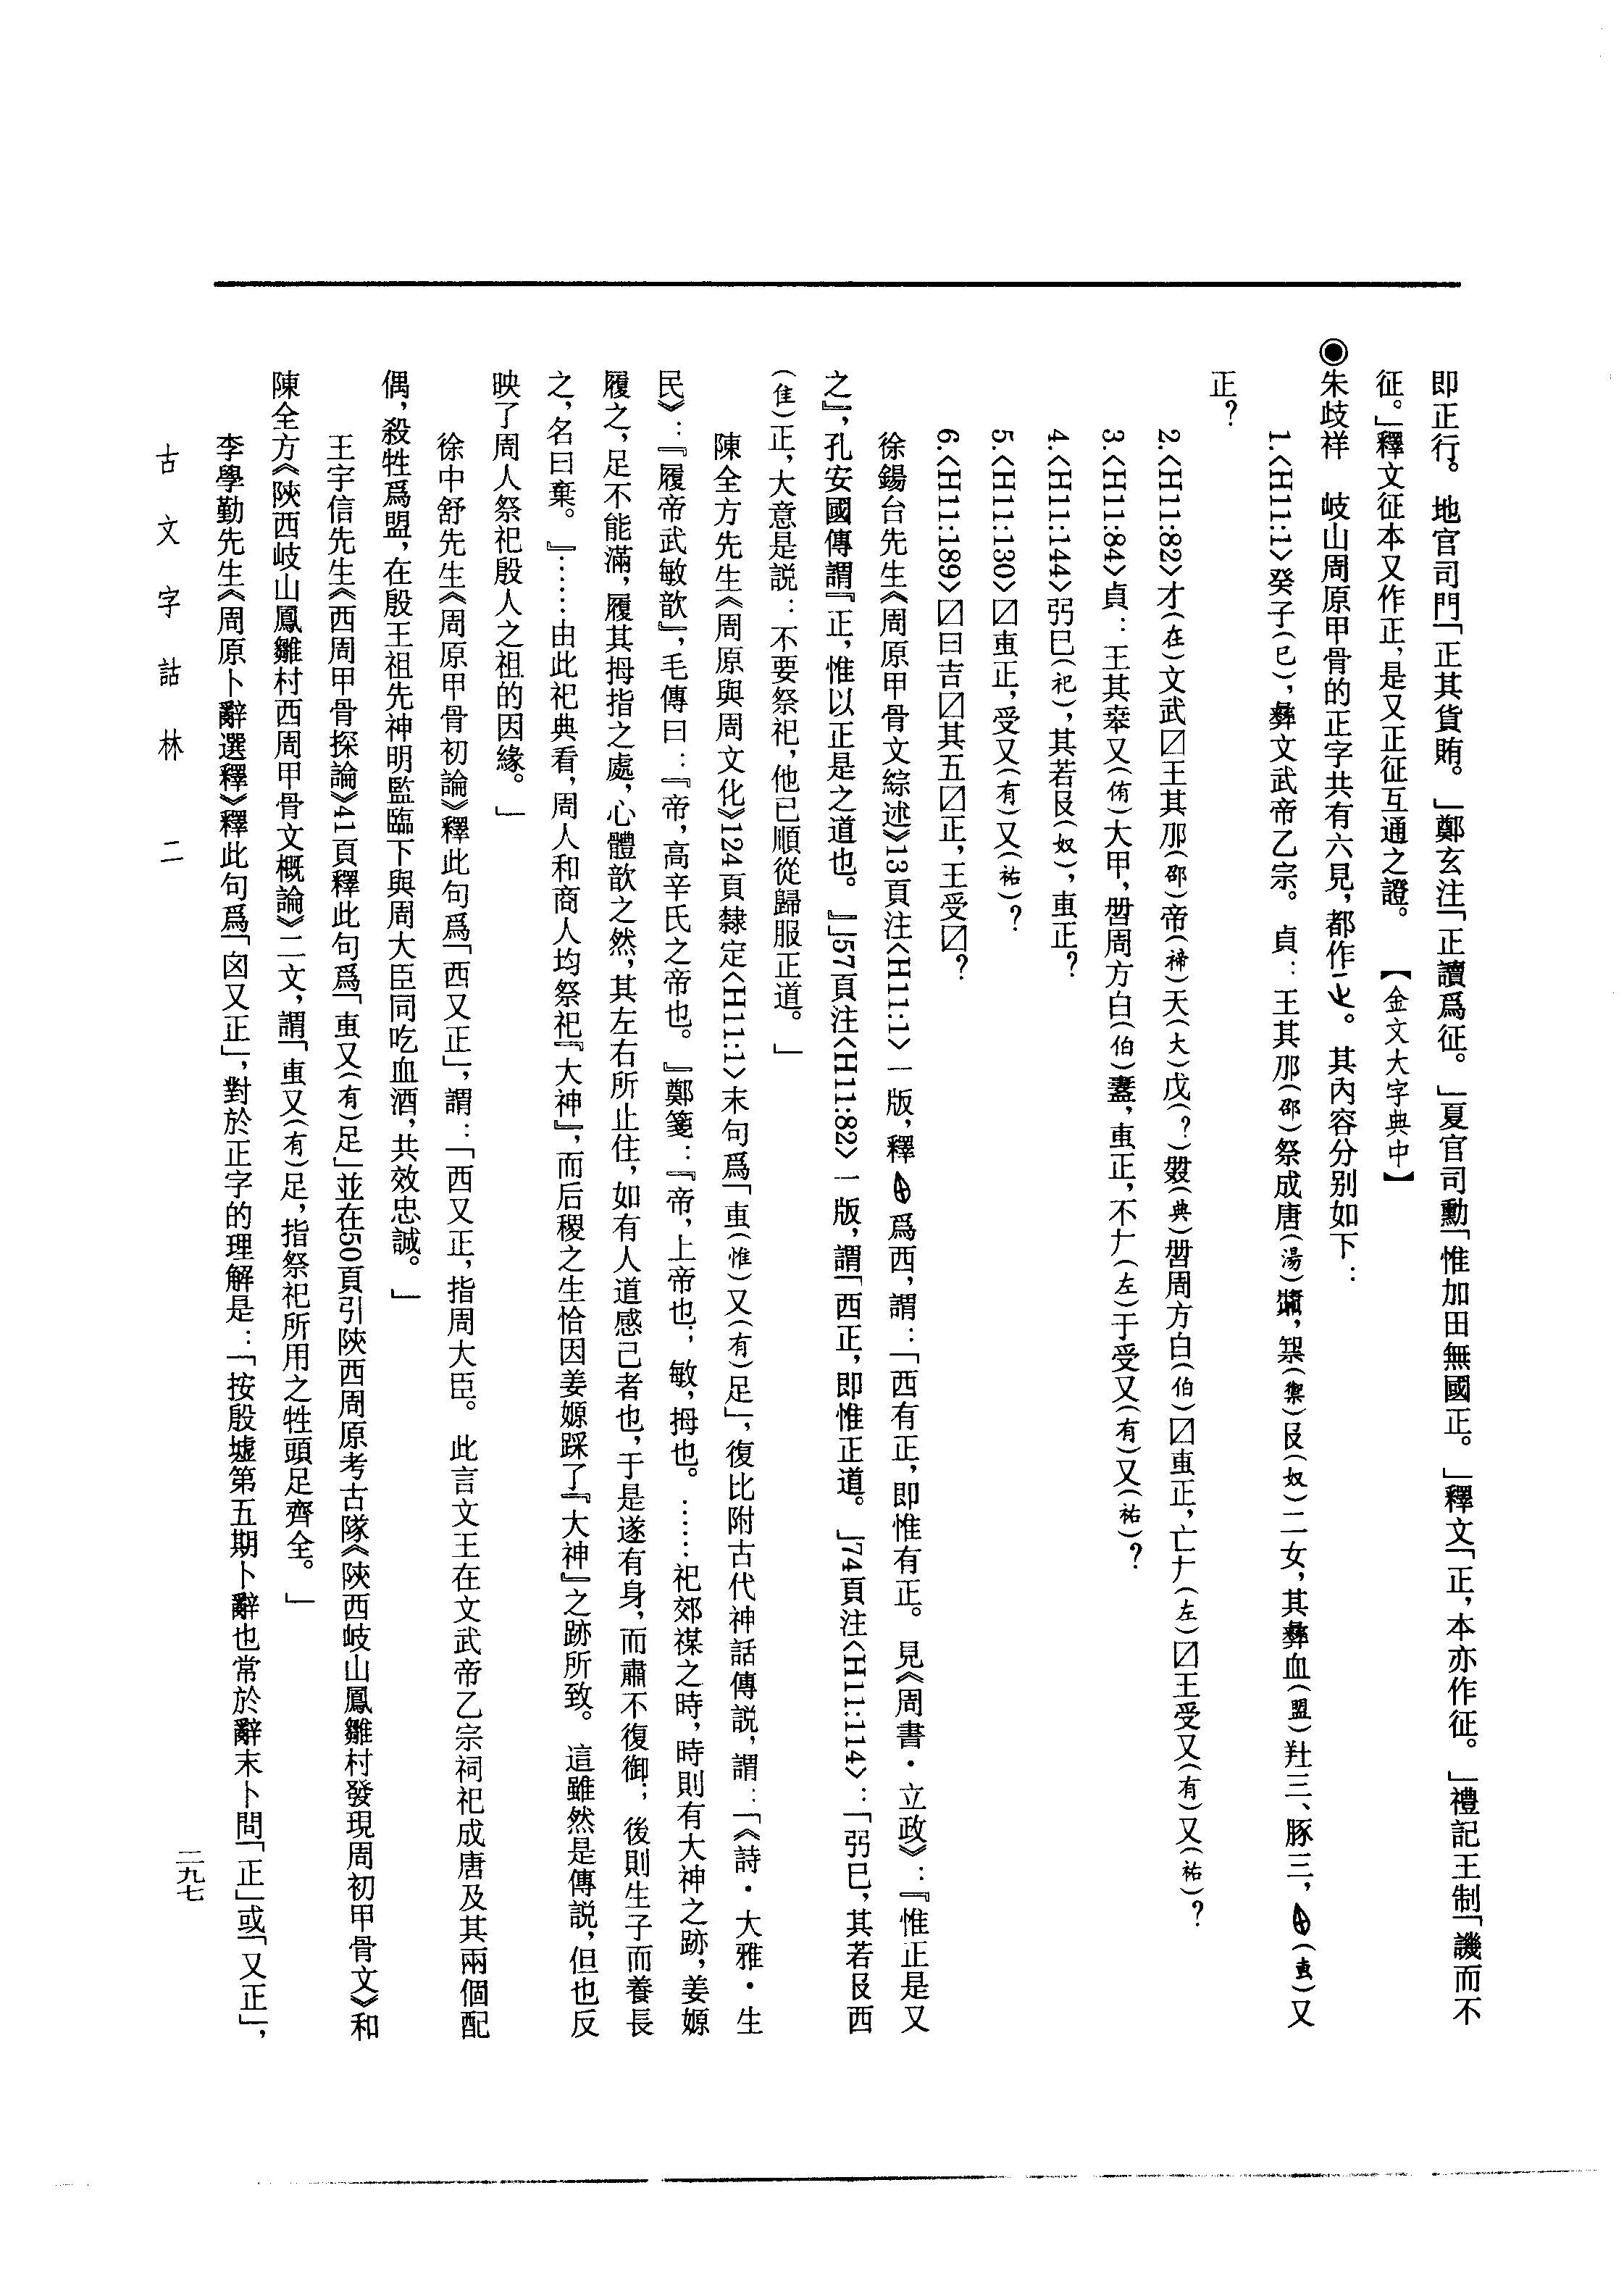 即正行。地官司門「正其貨賄。」鄭玄注「正讀爲征。」夏官司勳「惟加田無國正。」釋文「正，本亦作征。」禮記王制「譏而不
征。」釋文征本又作正，是又正征互通之證。　【金文大字典中】
◉朱歧祥　岐山周原甲骨的正字共有六見，都作。其內容分別如下：
1.〈H11:1〉癸子（巳），彝文武帝乙宗。貞：王其𨚕（邵）祭成唐（湯）𩰬，禦（禦）𠬝（奴）二女，其彝血（盟）羘三、豚三，（叀）又
正？
2.〈H11:82〉才（在）文武〼王其𨚕（邵）帝（禘）天（大）戊（？）（典）𠕋周方白（伯）〼叀正，亡𠂇（左）〼王受又（有）又（祐）？
3.〈H11:84〉貞：王其桒又（侑）大甲，𠕋周方白（伯）𥂴，叀正，不𠂇（左）于受又（有）又（祐）？
4.〈H11:144〉弜巳（祀），其若𠬝（奴），叀正？
5.〈H11:130〉〼叀正，受又（有）又（祐）？
6.〈H11:189〉〼曰吉〼其五〼正，王受〼？
徐錫台先生《周原甲骨文綜述》13頁注〈H11:1〉一版，釋爲西，謂：「西有正，即惟有正。見《周書·立政》：『惟正是又
之』，孔安國傳謂『正，惟以正是之道也。』」57頁注〈H11:82〉一版，謂「西正，即惟正道。」74頁注〈H11:114〉：「弜巳，其若𠬝西
（隹）正，大意是説：不要祭祀，他已順從歸服正道。」
陳全方先生《周原與周文化》124頁隸定〈H11:1〉末句爲「叀（惟）又（有）足」，復比附古代神話傳説，謂：「《詩·大雅·生
民》：『履帝武敏歆』，毛傳曰：『帝，高辛氏之帝也。』鄭箋：『帝，上帝也；敏，拇也。……祀郊禖之時，時則有大神之跡，姜嫄
履之，足不能滿，履其拇指之處，心體歆之然，其左右所止住，如有人道感己者也，于是遂有身，而肅不復御；後則生子而養長
之，名曰棄。』……由此祀典看，周人和商人均祭祀『大神』，而后稷之生恰因姜嫄踩了『大神』之跡所致。這雖然是傳説，但也反
映了周人祭祀殷人之祖的因緣。」
徐中舒先生《周原甲骨初論》釋此句爲「西又正」，謂：「西又正，指周大臣。此言文王在文武帝乙宗祠祀成唐及其兩個配
偶，殺牲爲盟，在殷王祖先神明監臨下與周大臣同吃血酒，共效忠誠。」
王宇信先生《西周甲骨探論》41頁釋此句爲「叀又（有）足」並在50頁引陝西周原考古隊《陝西岐山鳳雛村發現周初甲骨文》和
陳全方《陝西岐山鳳雛村西周甲骨文概論》二文，謂「叀又（有）足，指祭祀所用之牲頭足齊全。」
李學勤先生《周原卜辭選釋》釋此句爲「囟又正」，對於正字的理解是：「按殷墟第五期卜辭也常於辭末卜問「正」或「又正」，
古文字詁林　二
二九七